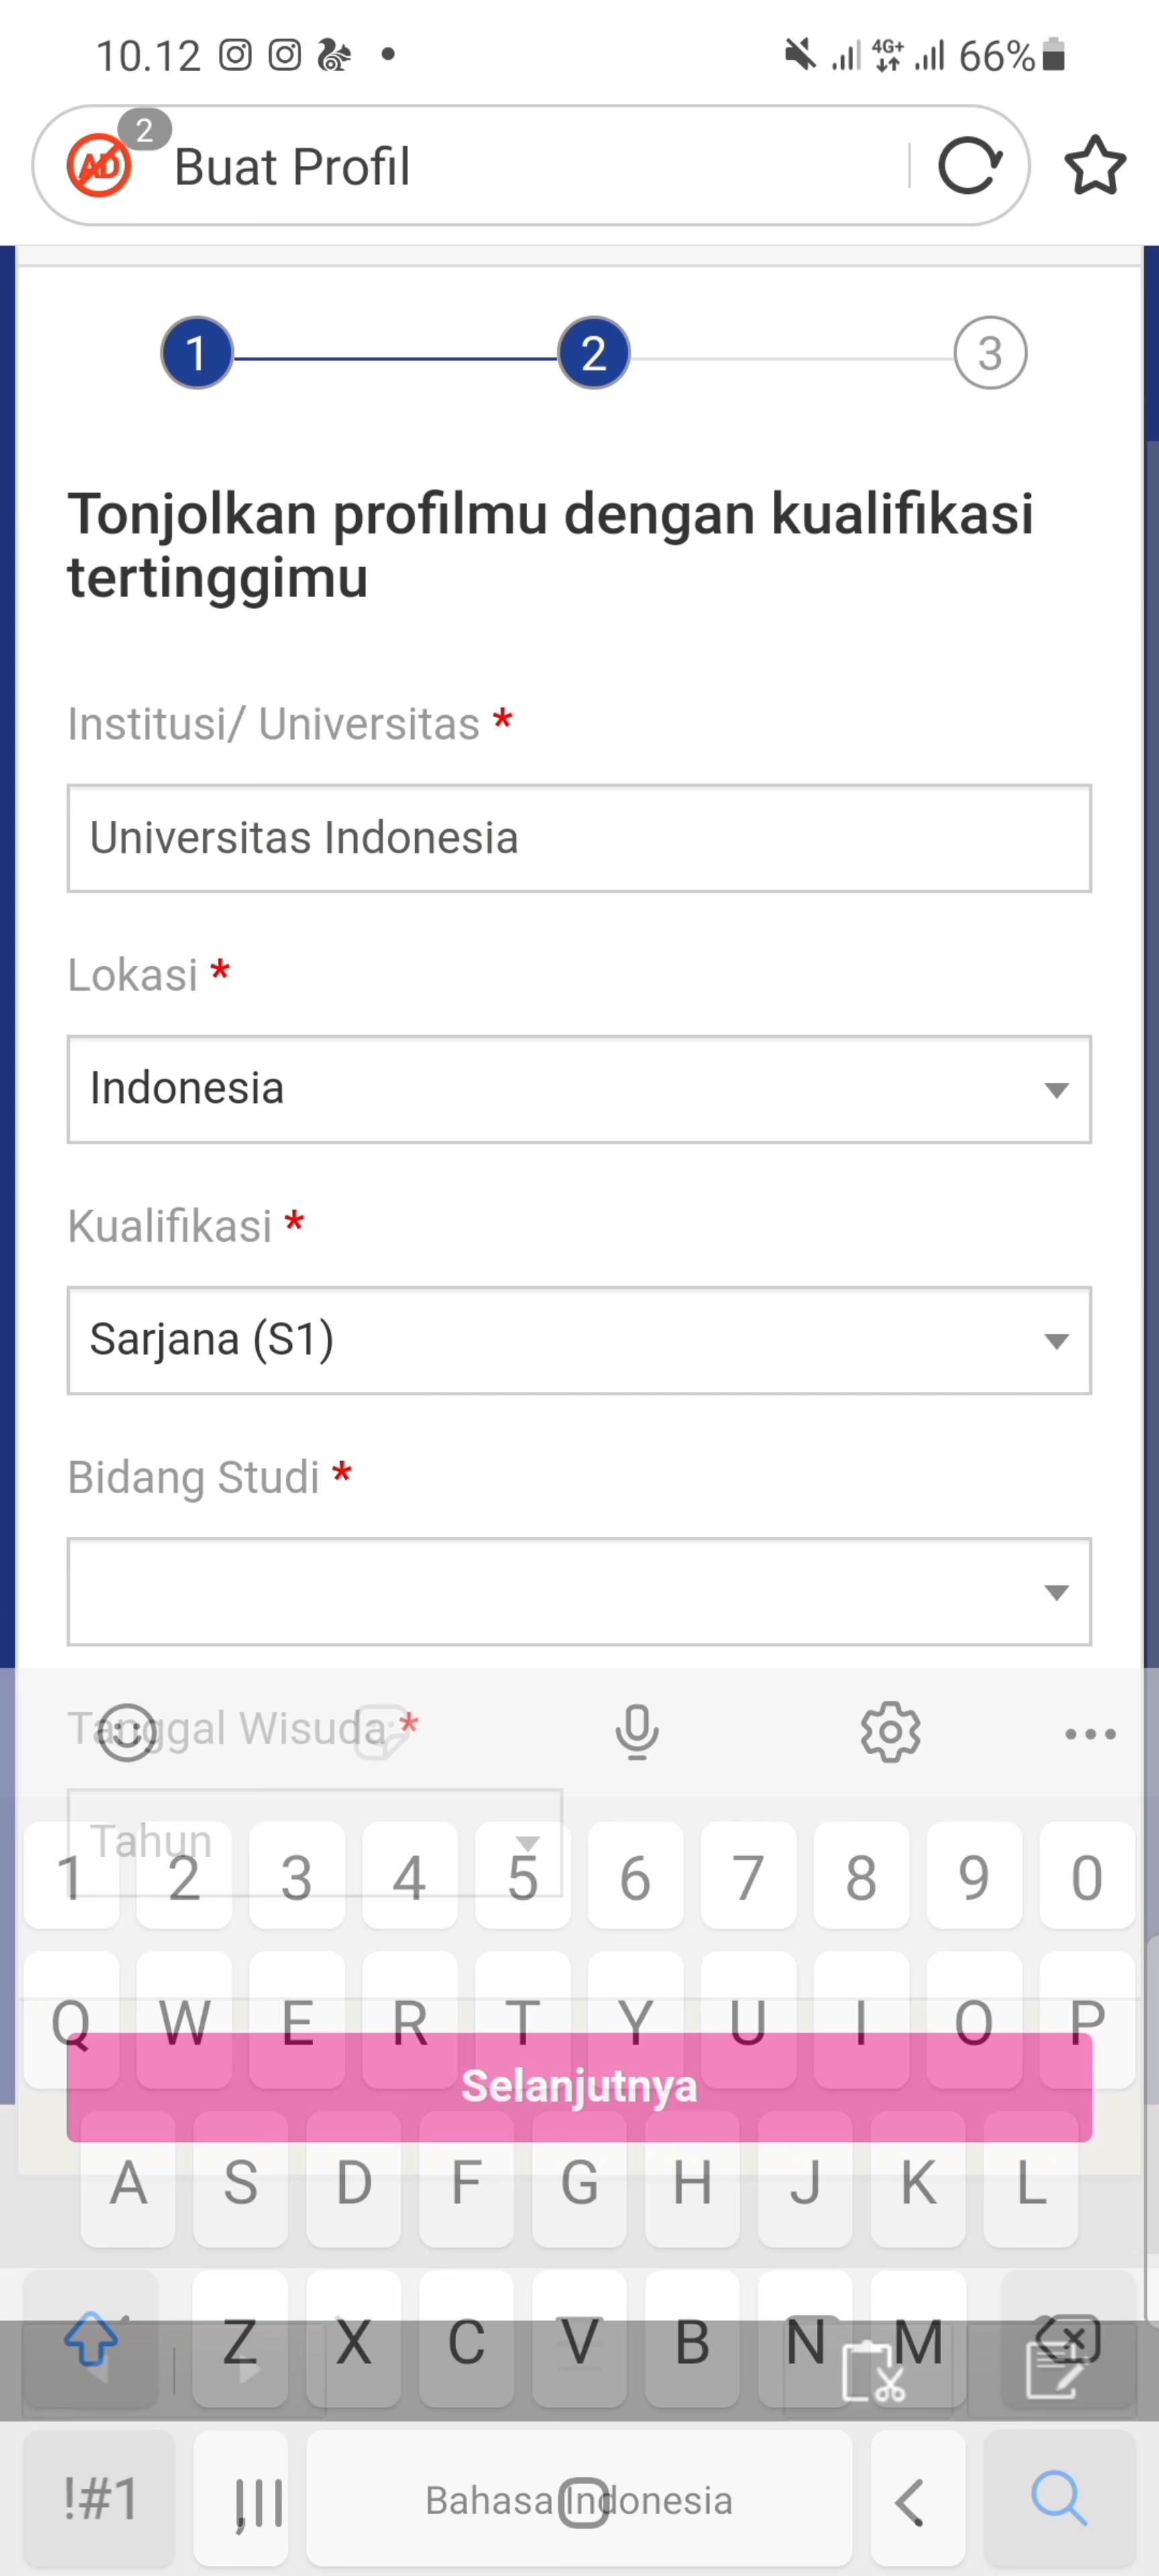 10.12
4G+
66%
AD
2
Buat Profil
1
2
3
Tonjolkan profilmu dengan kualifikasi
tertinggimu
Institusi/ Universitas *
Universitas Indonesia
Lokasi *
Indonesia
Kualifikasi *
Sarjana (S1)
Bidang Studi *
Tanggal Wisuda *
Tahun
1 2 3 4 5 6 7 8 9 0
Q W E R T Y U I O P
Selanjutnya
A S D F G H J K L
Z X C V B N M
!#1 , Bahasa Indonesia